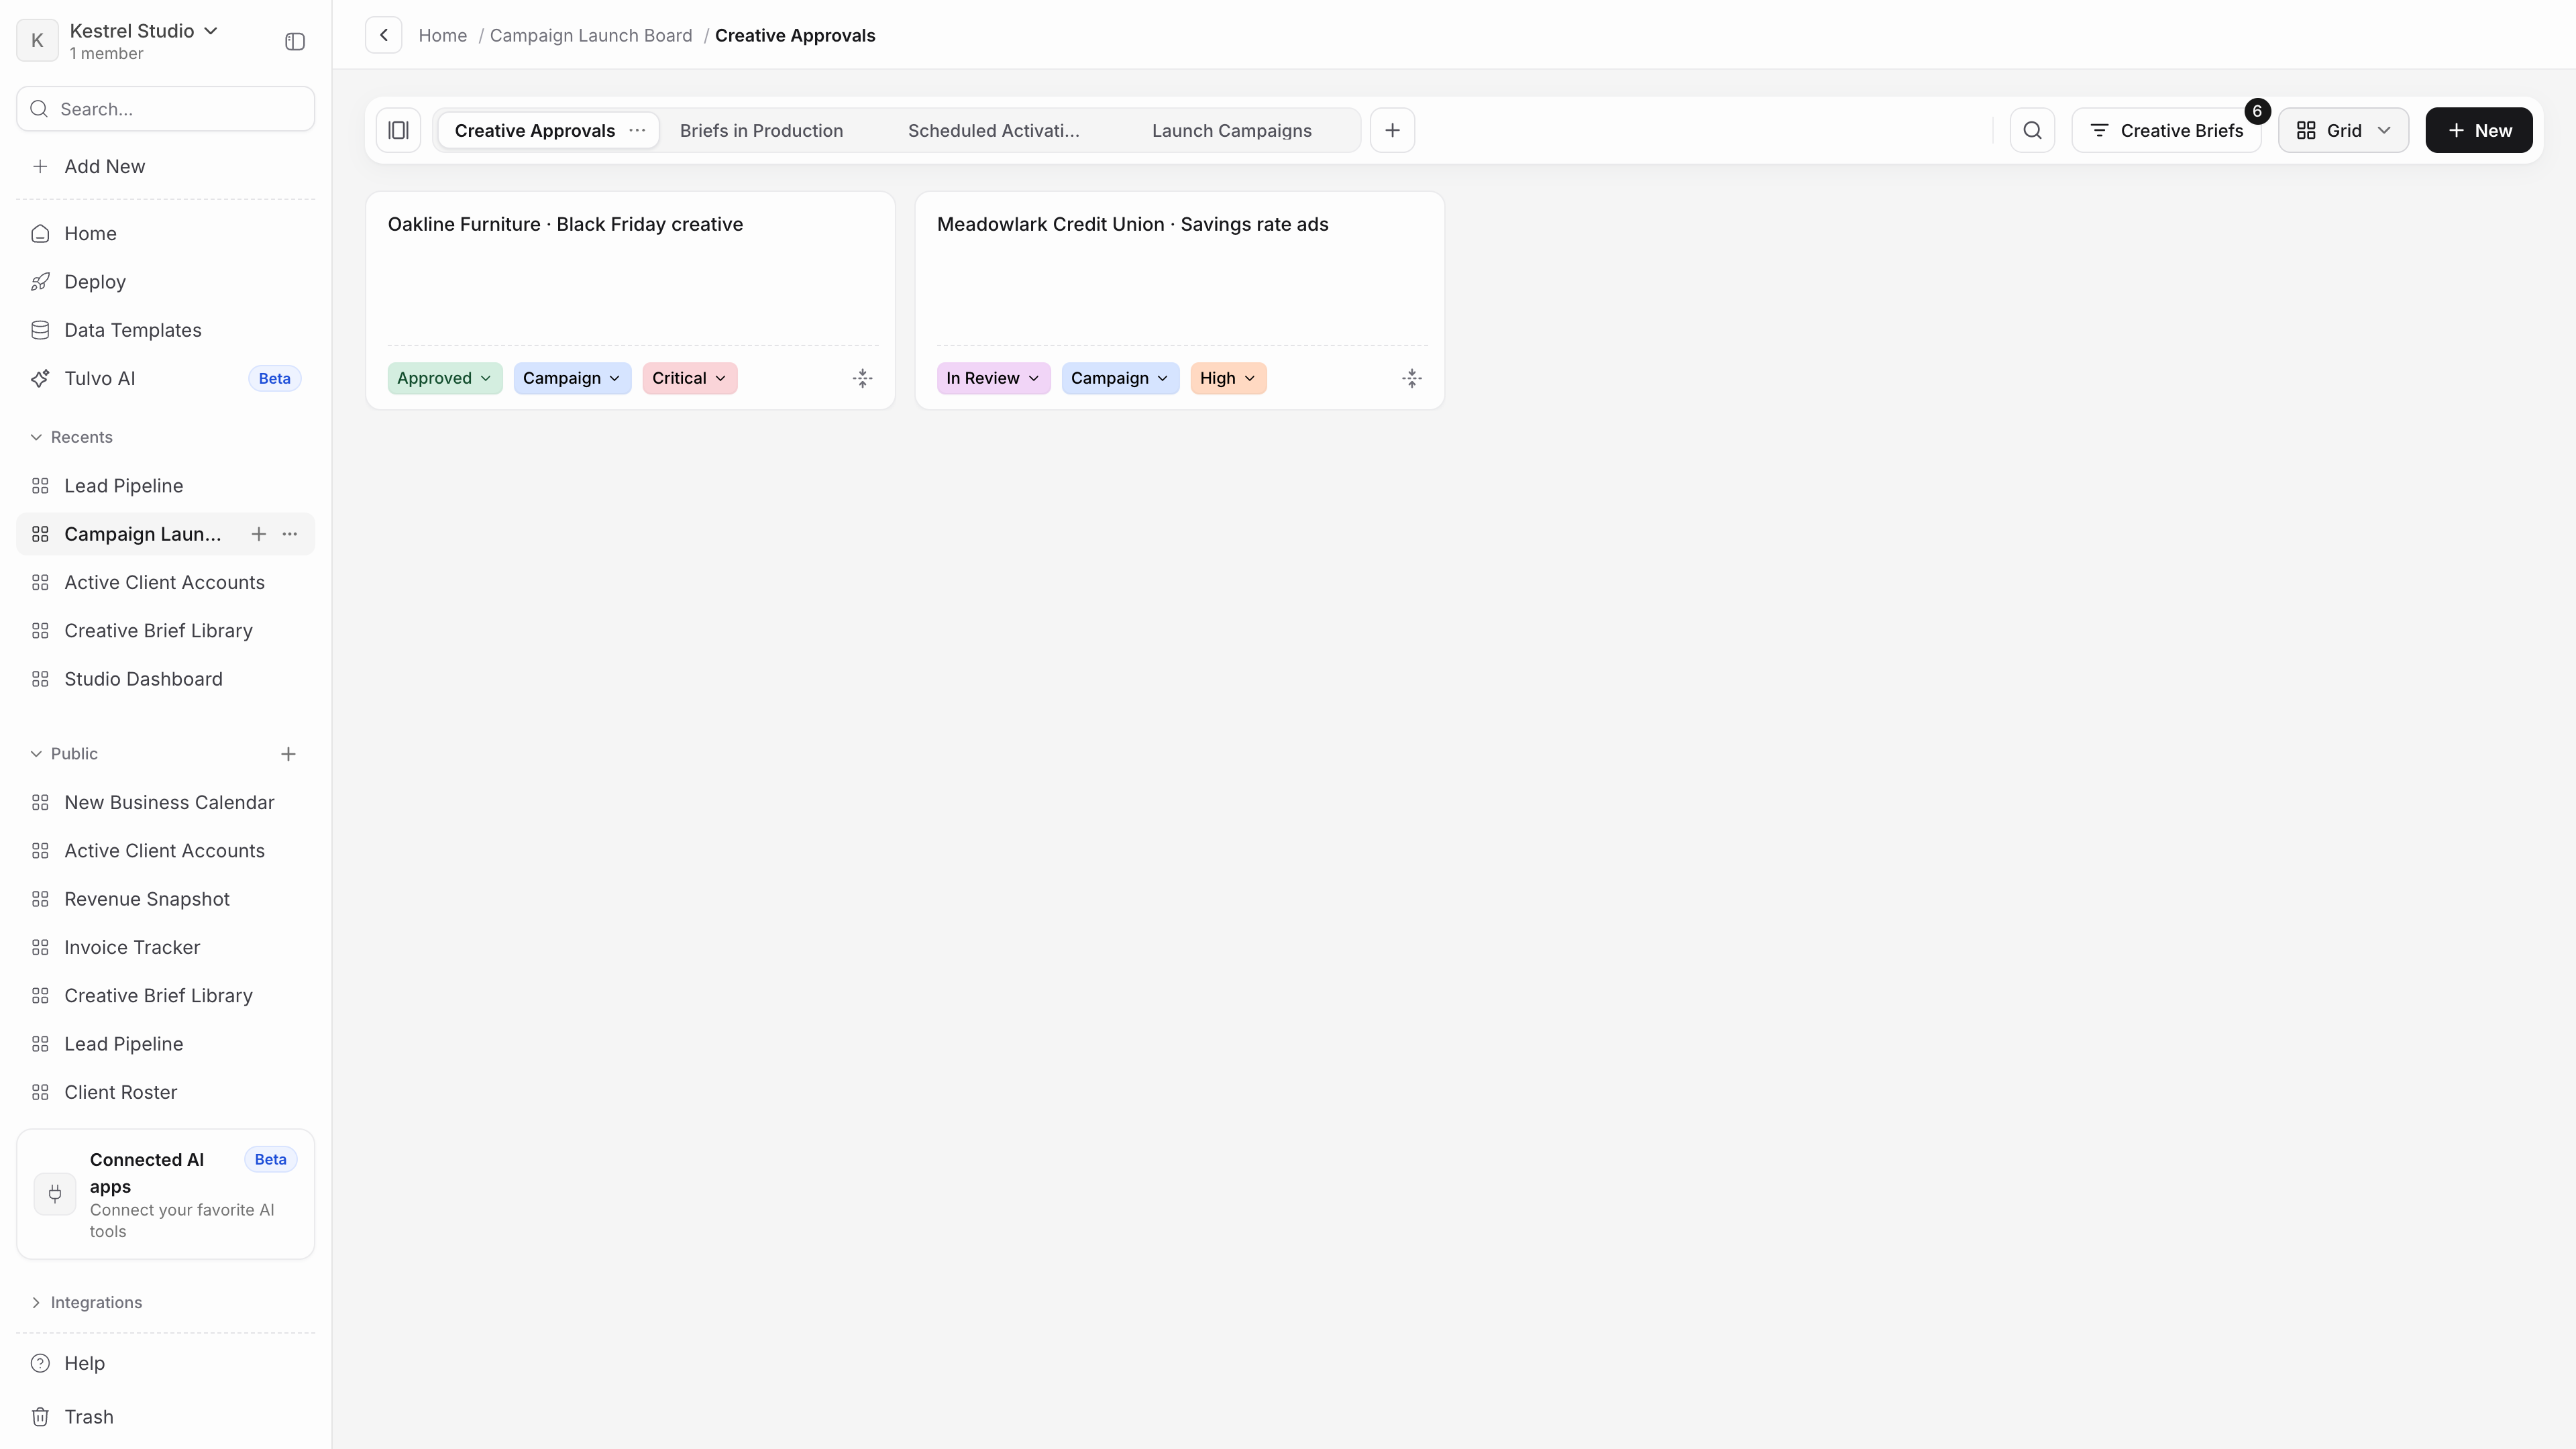 K
Kestrel Studio
1 member
Search...
Add New
Home
Deploy
Data Templates
Tulvo AI
Beta
Recents
Lead Pipeline
Campaign Laun...
Active Client Accounts
Creative Brief Library
Studio Dashboard
Public
New Business Calendar
Active Client Accounts
Revenue Snapshot
Invoice Tracker
Creative Brief Library
Lead Pipeline
Client Roster
Connected AI
apps
Beta
Connect your favorite AI
tools
Integrations
Help
Trash
Home / Campaign Launch Board / Creative Approvals
Creative Approvals
Briefs in Production
Scheduled Activati...
Launch Campaigns
Creative Briefs
6
Grid
New
Oakline Furniture · Black Friday creative
Approved
Campaign
Critical
Meadowlark Credit Union · Savings rate ads
In Review
Campaign
High